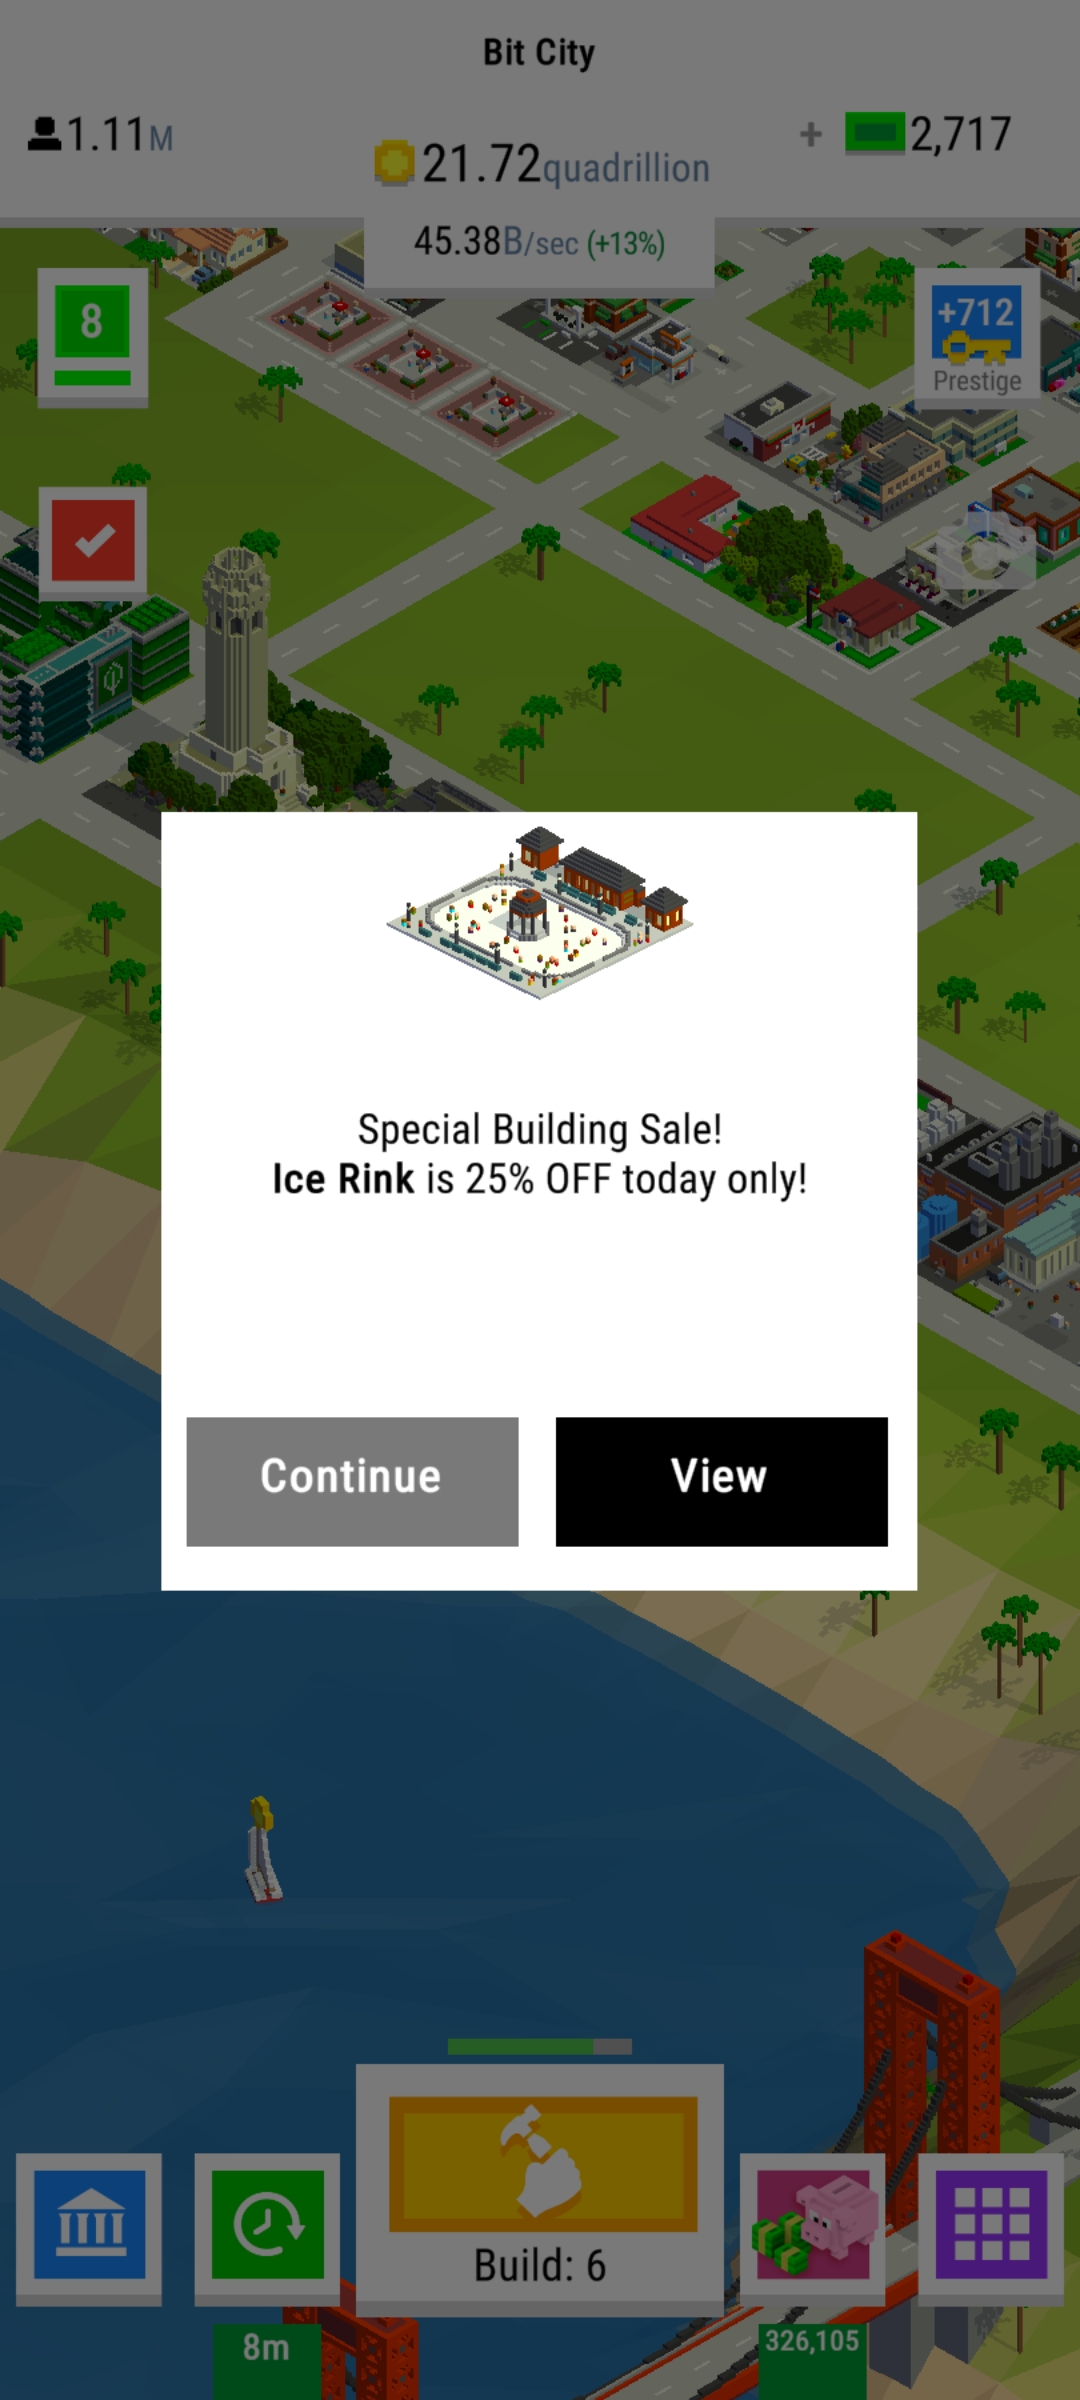 Bit City
1.11M
21.72quadrillion
+ 2,717
45.38B/sec (+13%)
8
+712
Prestige
Special Building Sale!
Ice Rink is 25% OFF today only!
Continue
View
Build: 6
8m
326,105